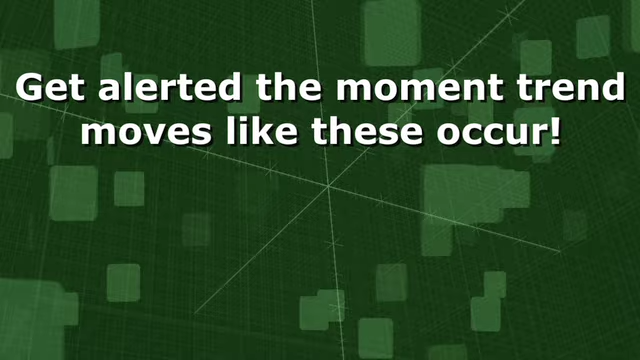 Get alerted the moment trend
moves like these occur!